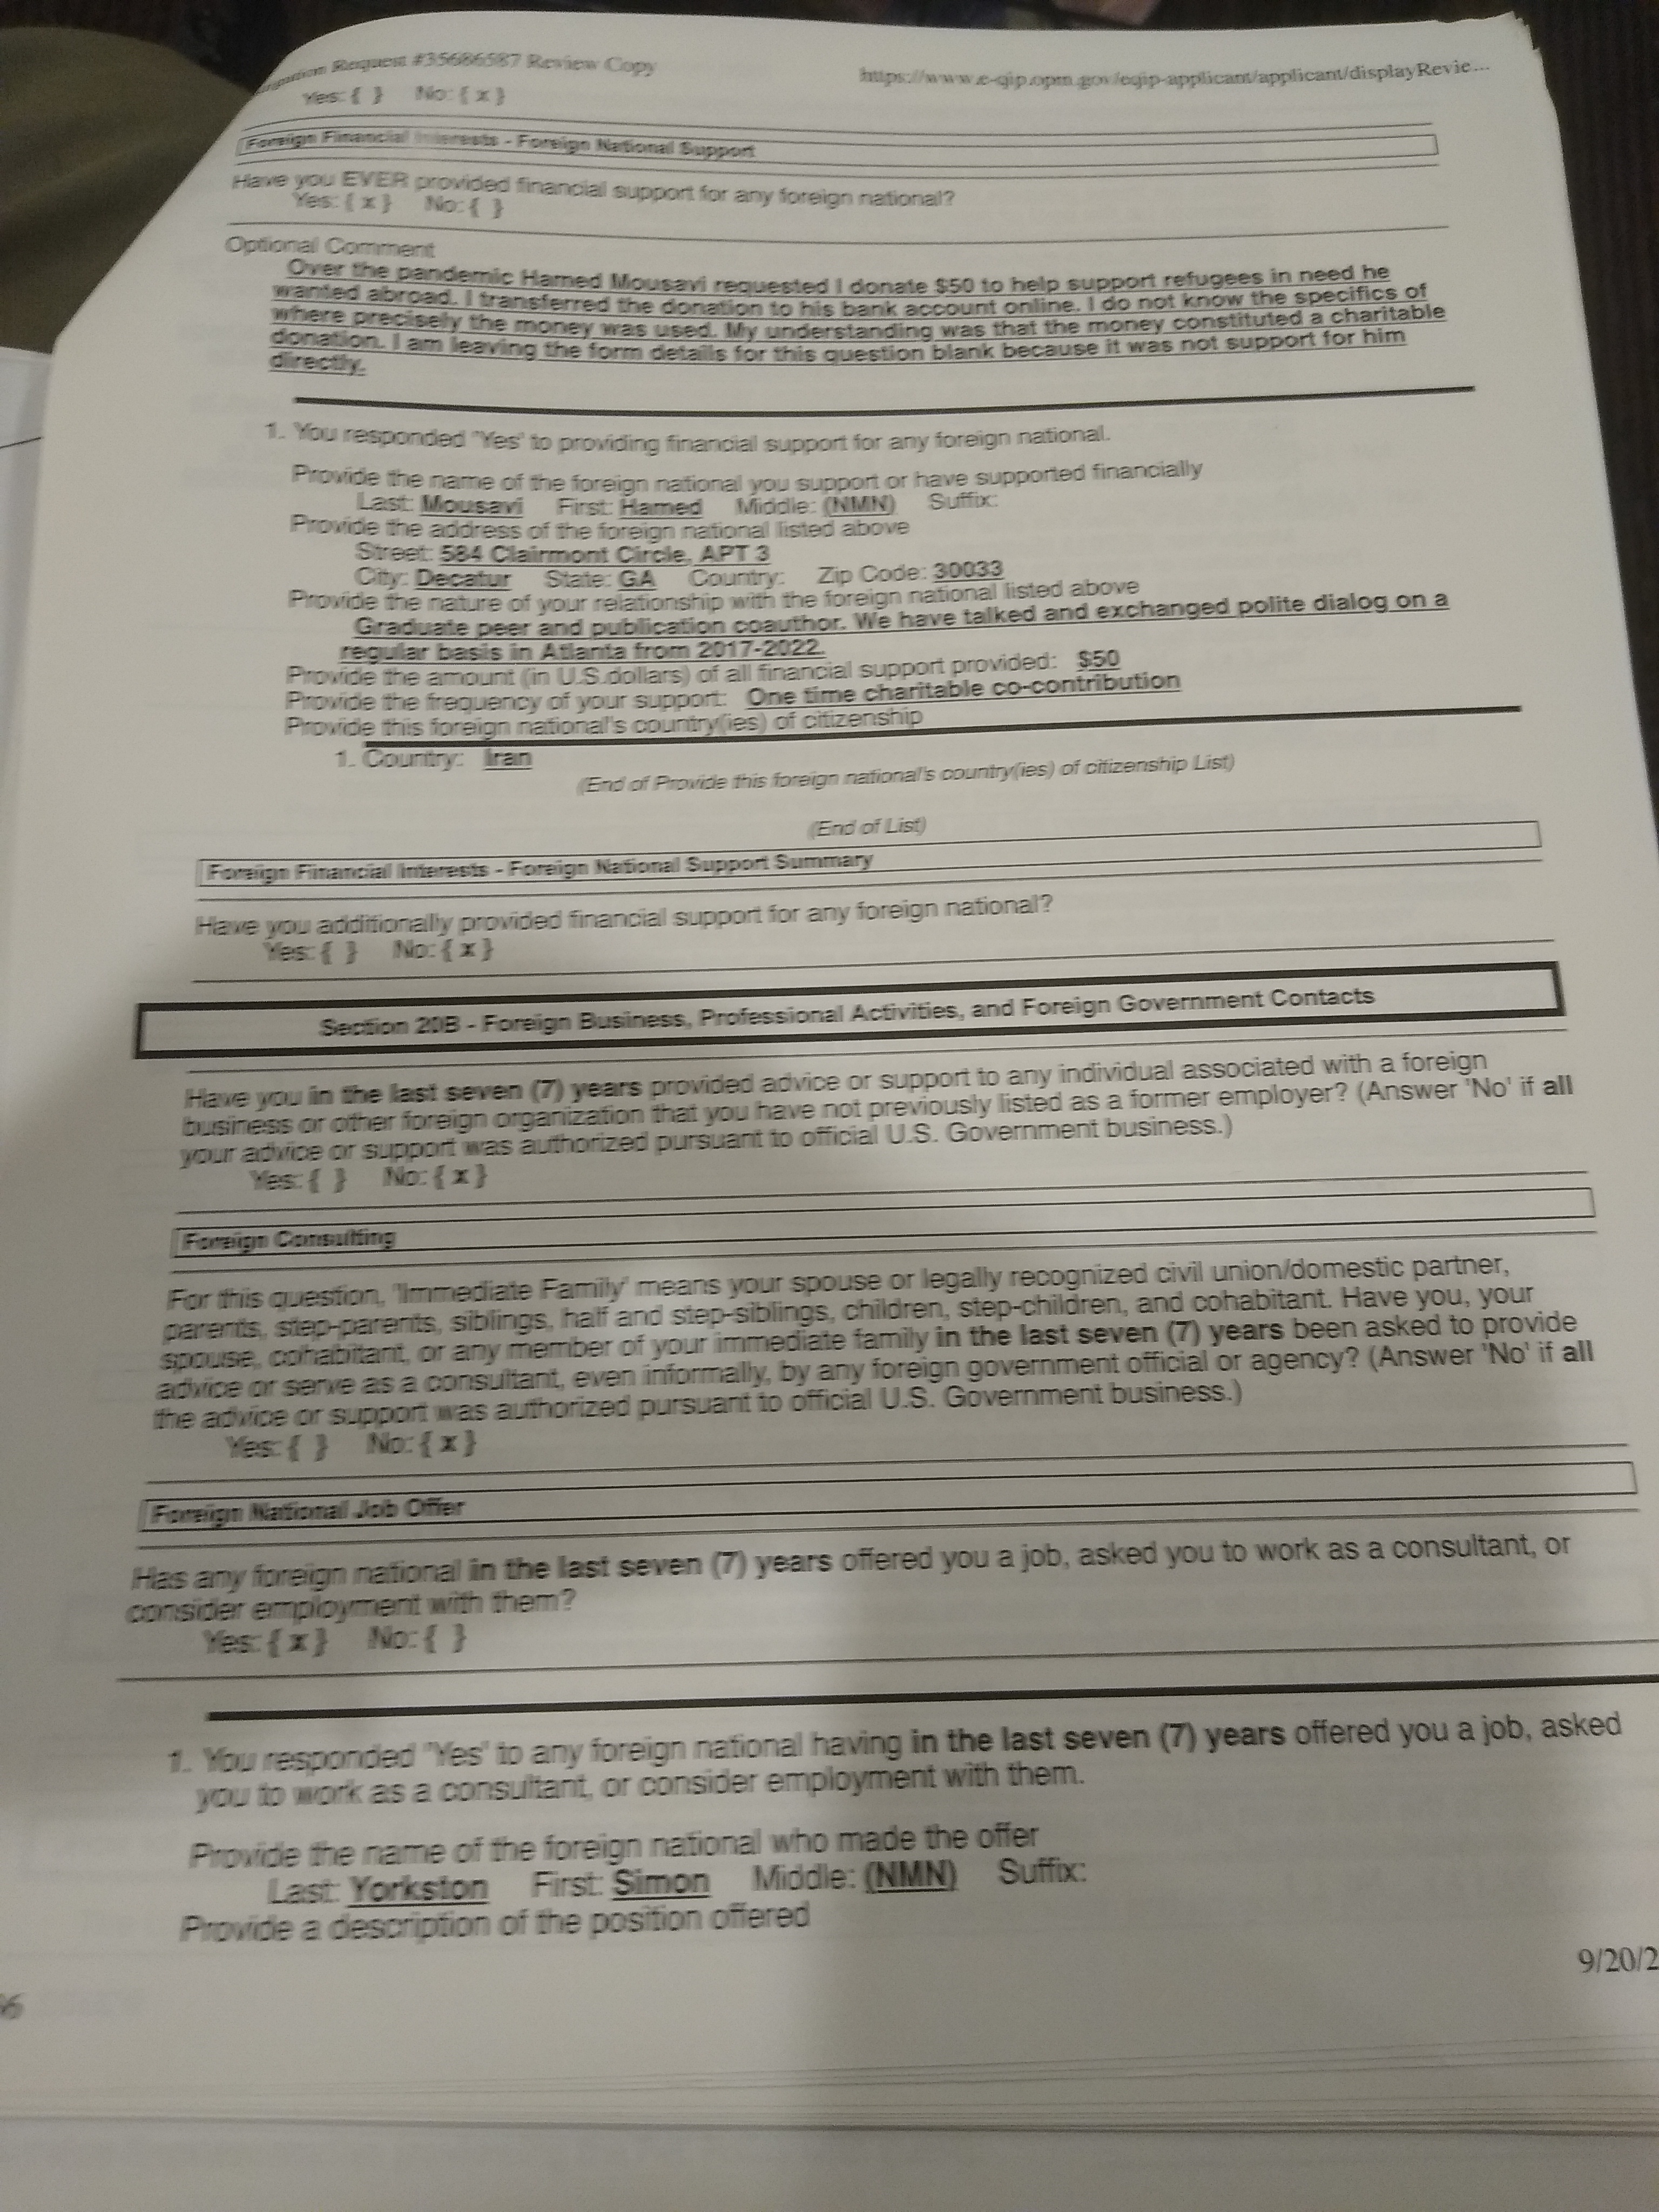 Request #35686587 Review Copy
https://www.e-qip.opm.gov/eqip-applicant/applicant/displayRevie...
Yes: { } No: { x }
Foreign Financial Interests - Foreign National Support
Have you EVER provided financial support for any foreign national?
Yes: { x } No: { }
Optional Comment
Over the pandemic Hamed Mousavi requested I donate $50 to help support refugees in need he
wanted abroad. I transferred the donation to his bank account online. I do not know the specifics of
where precisely the money was used. My understanding was that the money constituted a charitable
donation. I am leaving the form details for this question blank because it was not support for him
directly.
1. You responded 'Yes' to providing financial support for any foreign national.
Provide the name of the foreign national you support or have supported financially
Last: Mousavi First: Hamed Middle: (NMN) Suffix:
Provide the address of the foreign national listed above
Street: 584 Clairmont Circle, APT 3
City: Decatur State: GA Country: Zip Code: 30033
Provide the nature of your relationship with the foreign national listed above
Graduate peer and publication coauthor. We have talked and exchanged polite dialog on a
regular basis in Atlanta from 2017-2022.
Provide the amount (in U.S.dollars) of all financial support provided: $50
Provide the frequency of your support: One time charitable co-contribution
Provide this foreign national's country(ies) of citizenship
1. Country: Iran
(End of Provide this foreign national's country(ies) of citizenship List)
(End of List)
Foreign Financial Interests - Foreign National Support Summary
Have you additionally provided financial support for any foreign national?
Yes: { } No: { x }
Section 20B - Foreign Business, Professional Activities, and Foreign Government Contacts
Have you in the last seven (7) years provided advice or support to any individual associated with a foreign
business or other foreign organization that you have not previously listed as a former employer? (Answer 'No' if all
your advice or support was authorized pursuant to official U.S. Government business.)
Yes: { } No: { x }
Foreign Consulting
For this question, 'Immediate Family' means your spouse or legally recognized civil union/domestic partner,
parents, step-parents, siblings, half and step-siblings, children, step-children, and cohabitant. Have you, your
spouse, cohabitant, or any member of your immediate family in the last seven (7) years been asked to provide
advice or serve as a consultant, even informally, by any foreign government official or agency? (Answer 'No' if all
the advice or support was authorized pursuant to official U.S. Government business.)
Yes: { } No: { x }
Foreign National Job Offer
Has any foreign national in the last seven (7) years offered you a job, asked you to work as a consultant, or
consider employment with them?
Yes: { x } No: { }
1. You responded 'Yes' to any foreign national having in the last seven (7) years offered you a job, asked
you to work as a consultant, or consider employment with them.
Provide the name of the foreign national who made the offer
Last: Yorkston First: Simon Middle: (NMN) Suffix:
Provide a description of the position offered
9/20/2